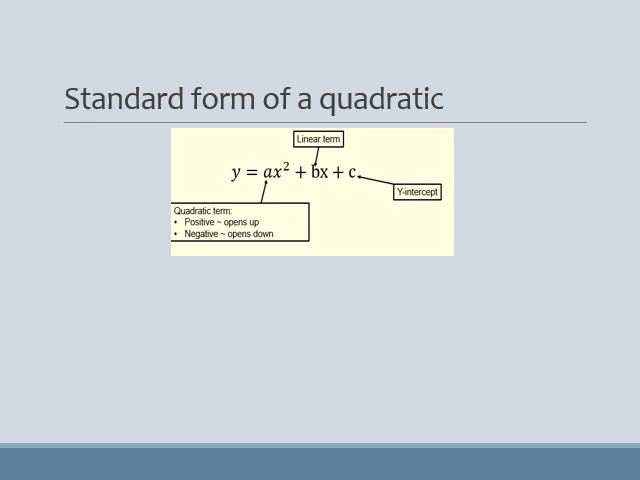 Standard form of a quadratic
Linear term
y = ax² + bx + c
Y-intercept
Quadratic term:
• Positive ~ opens up
• Negative ~ opens down